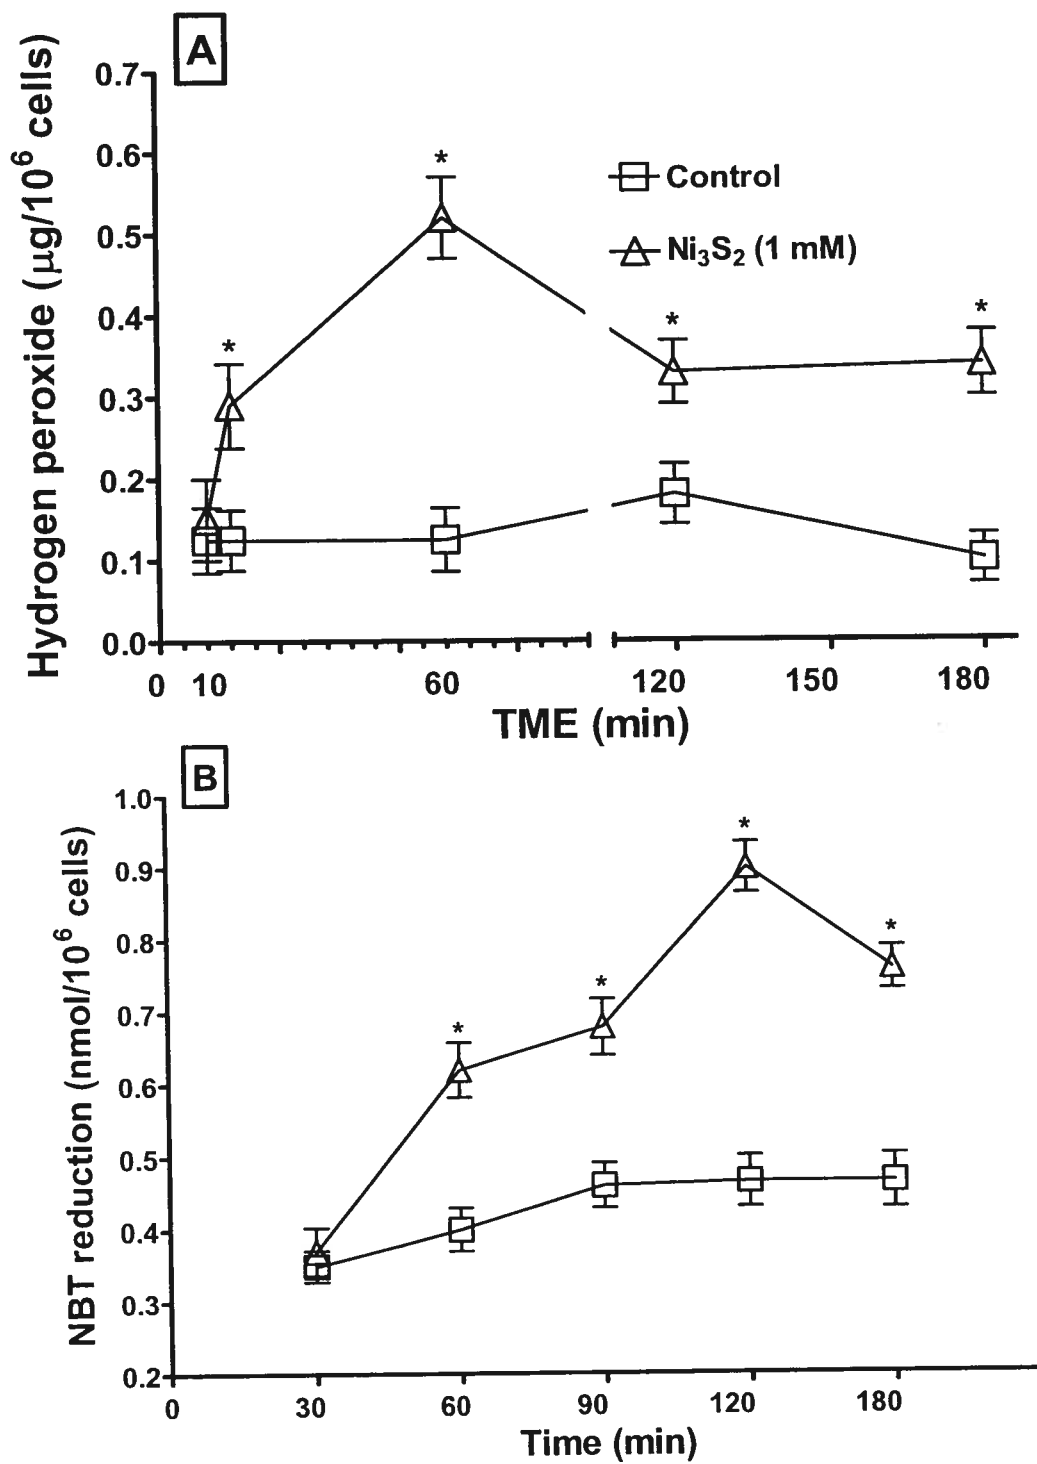 A
Hydrogen peroxide (μg/10⁶ cells)
0.7
0.6
0.5
0.4
0.3
0.2
0.1
0.0
*
*
*
*
Control
Ni₃S₂ (1 mM)
0 10 60 120 150 180
TME (min)
B
NBT reduction (nmol/10⁶ cells)
1.0
0.9
0.8
0.7
0.6
0.5
0.4
0.3
0.2
*
*
*
*
0 30 60 90 120 180
Time (min)